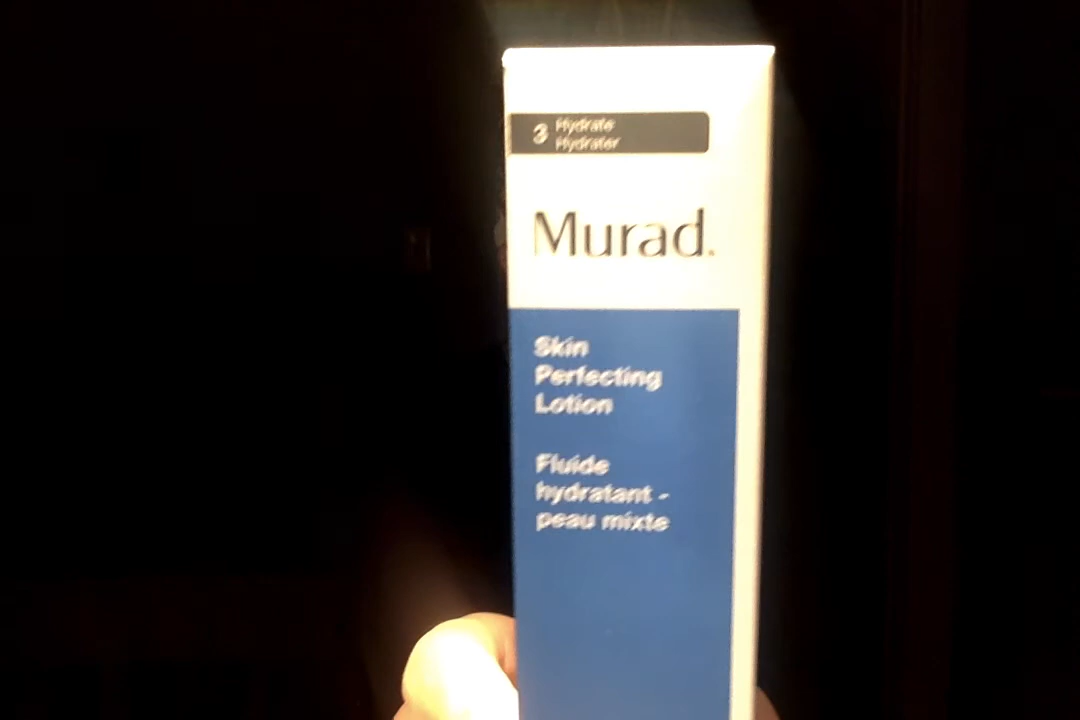 3 Hydrate
Hydrater
Murad.
Skin
Perfecting
Lotion
Fluide
hydratant -
peau mixte